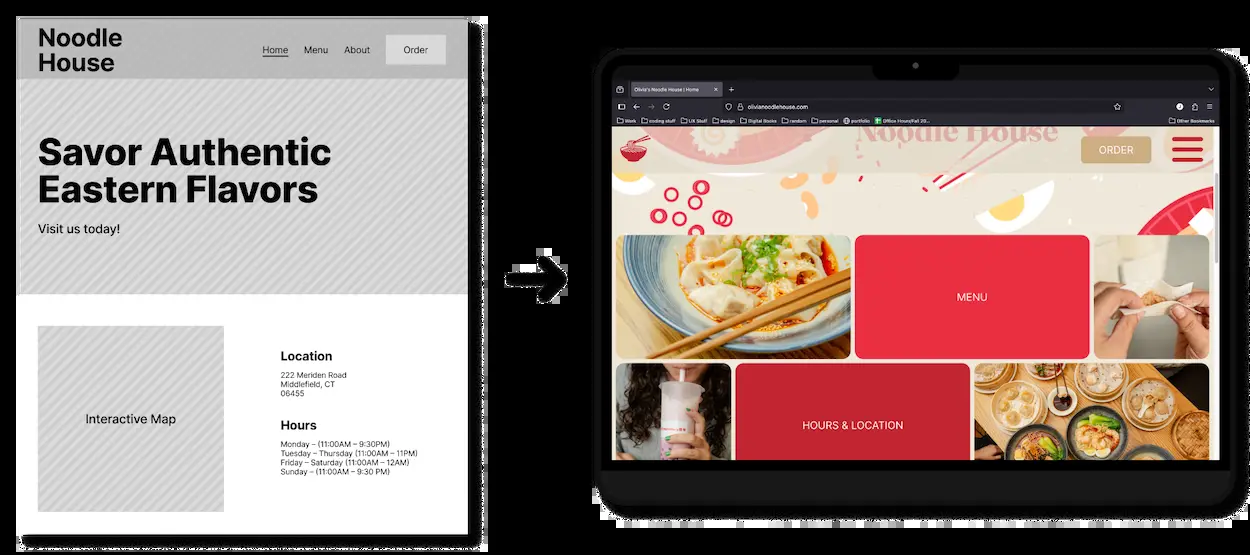 Noodle
House
Home
Menu
About
Order
Savor Authentic
Eastern Flavors
Visit us today!
Interactive Map
Location
222 Meriden Road
Middlefield, CT
06455
Hours
Monday – (11:00AM – 9:30PM)
Tuesday – Thursday (11:00AM – 11PM)
Friday – Saturday (11:00AM – 12AM)
Sunday – (11:00AM – 9:30 PM)
Olivia's Noodle House | Home
olivianoodlehouse.com
Work
coding stuff
UX Stuff
design
Digital Books
random
personal
portfolio
Office Hours/Fall 20...
Other Bookmarks
Noodle House
ORDER
MENU
HOURS & LOCATION